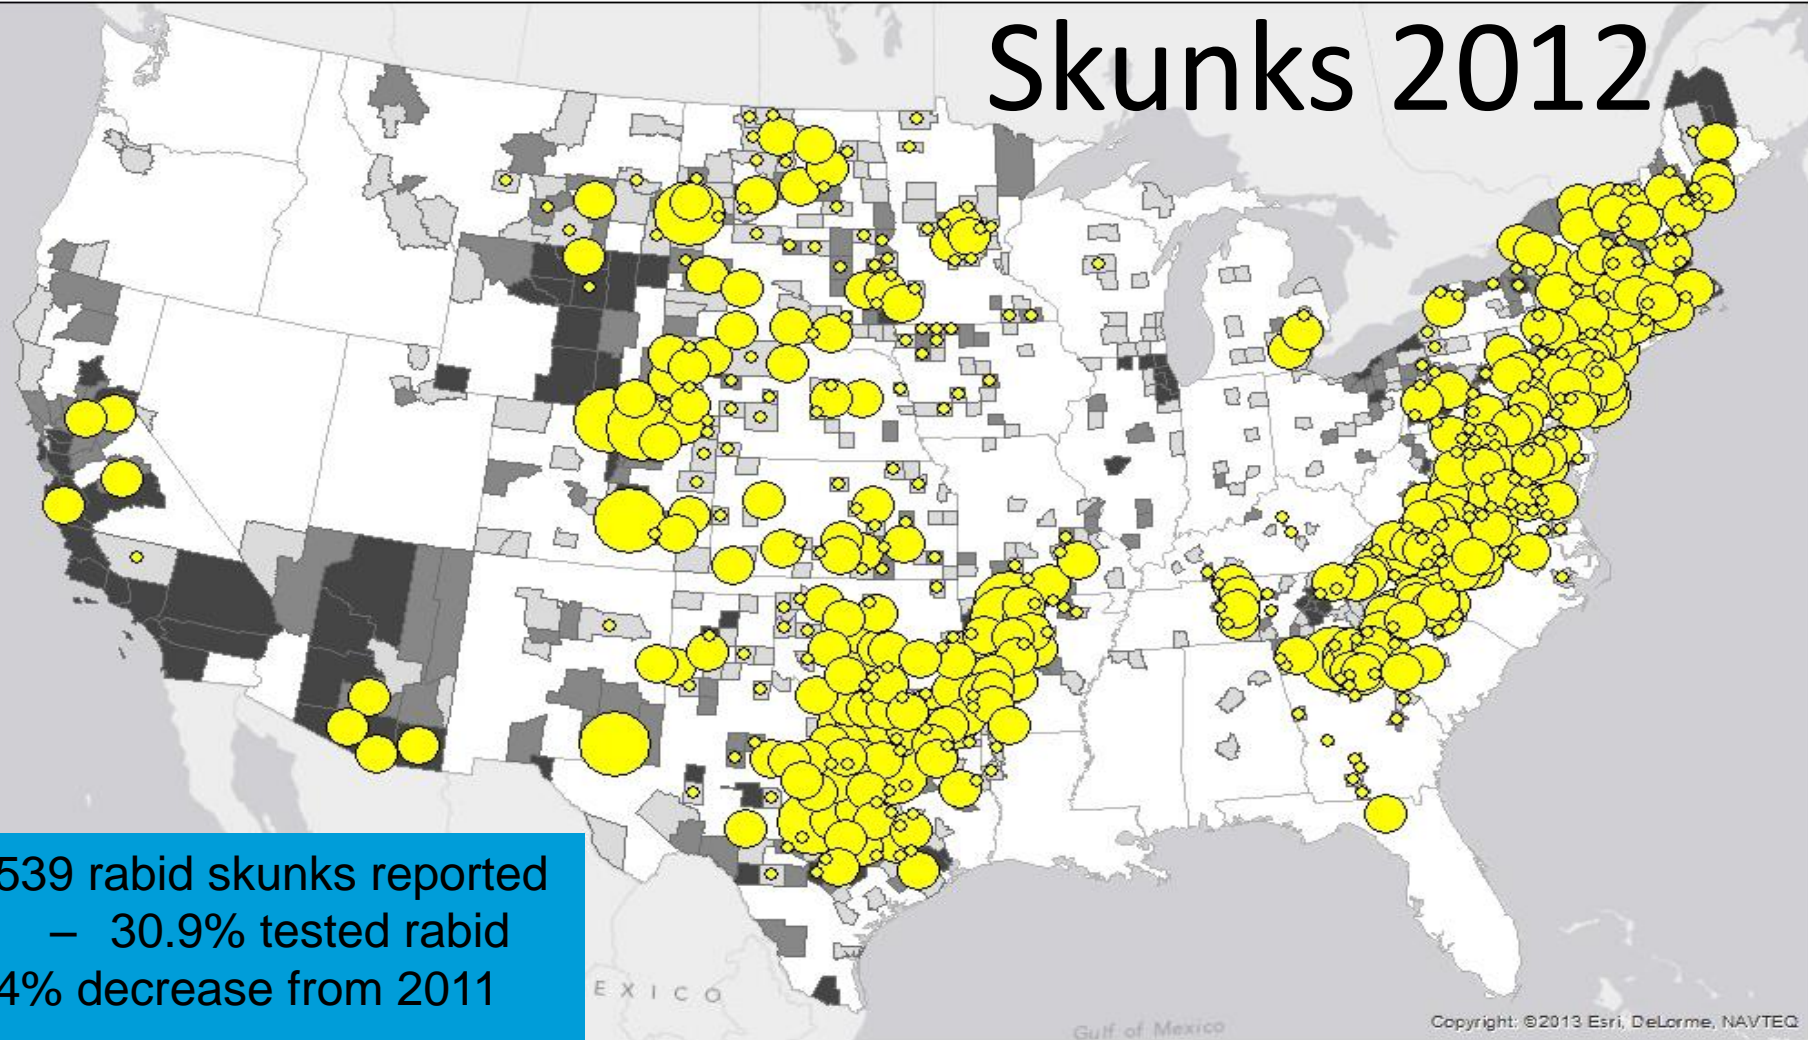 Skunks 2012
539 rabid skunks reported
– 30.9% tested rabid
4% decrease from 2011
EXICO
Gulf of Mexico
Copyright: ©2013 Esri, DeLorme, NAVTEQ